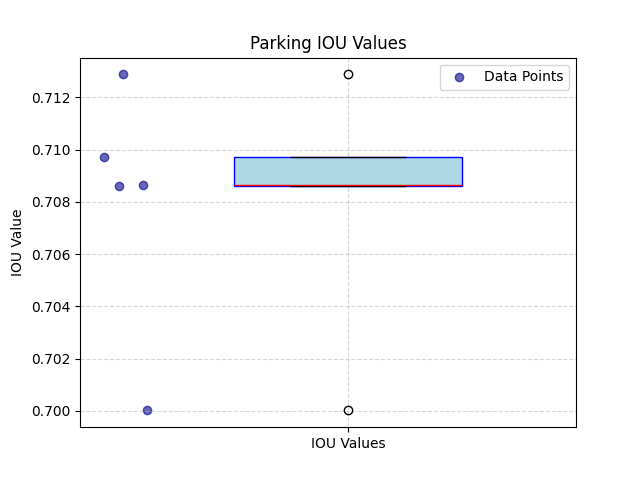 Parking IOU Values
Data Points
0.712
0.710
0.708
0.706
0.704
0.702
0.700
IOU Value
IOU Values